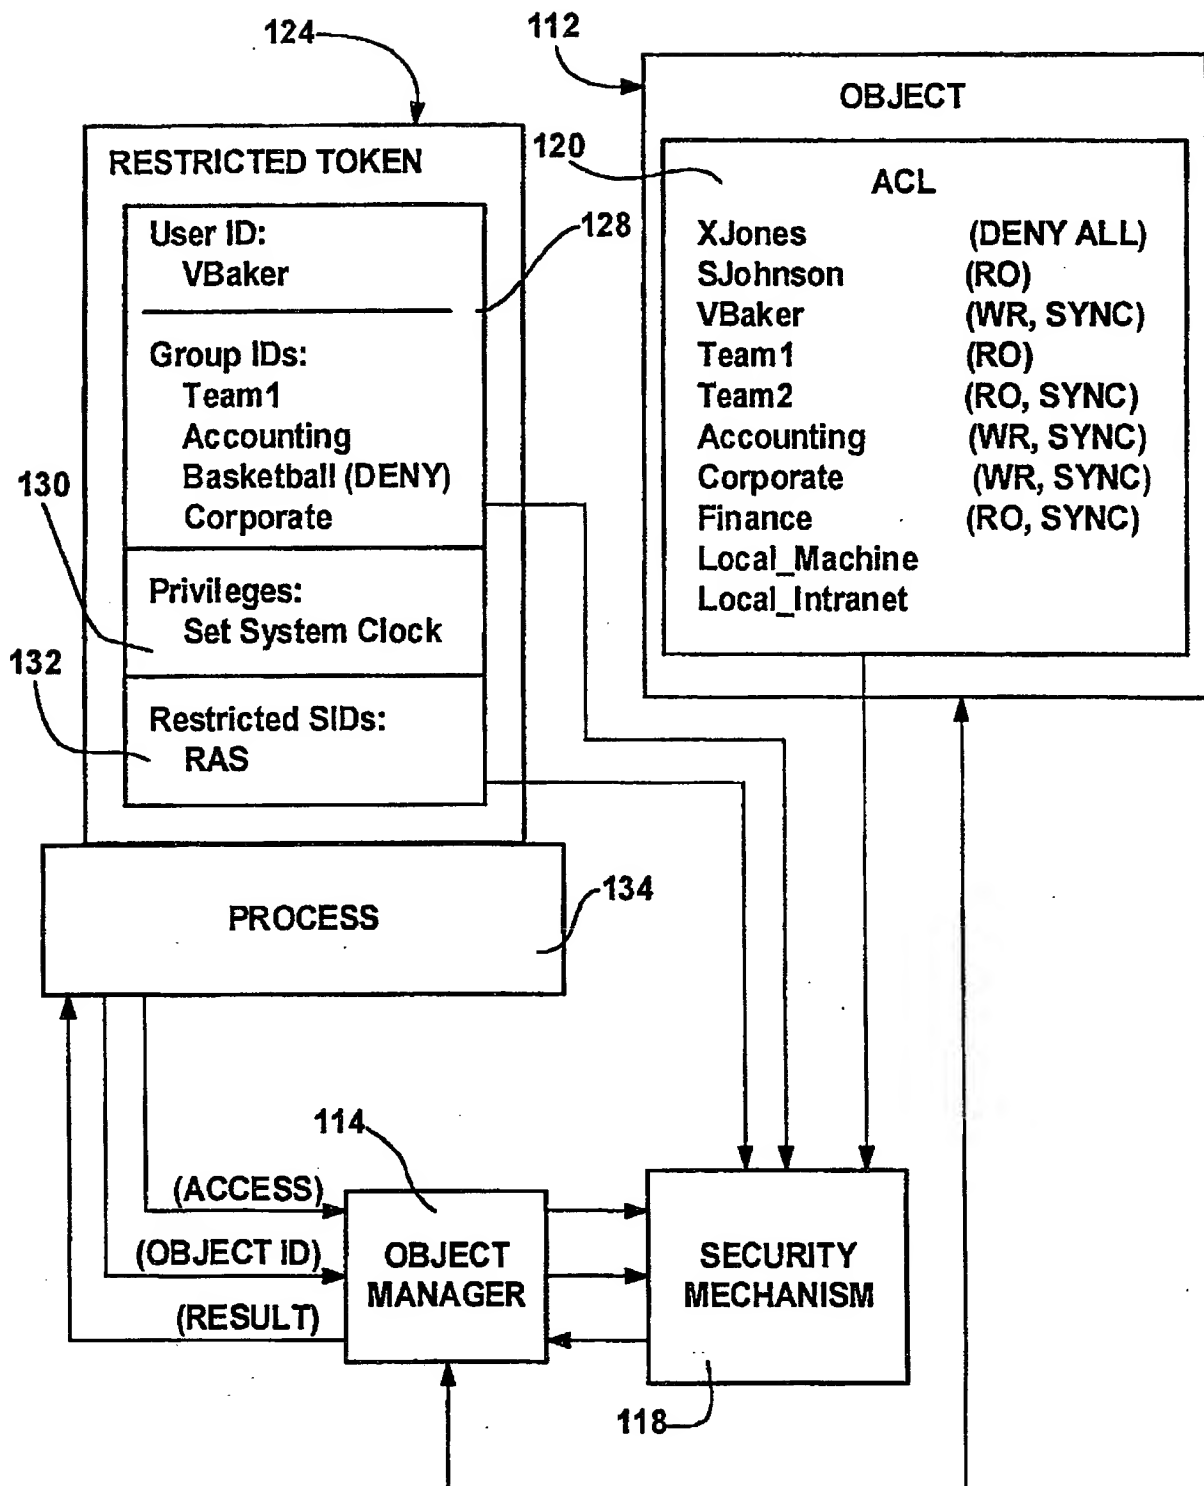 124
RESTRICTED TOKEN
User ID:
VBaker
128
Group IDs:
Team1
Accounting
Basketball (DENY)
Corporate
130
Privileges:
Set System Clock
132
Restricted SIDs:
RAS
PROCESS
134
112
OBJECT
120
ACL
XJones (DENY ALL)
SJohnson (RO)
VBaker (WR, SYNC)
Team1 (RO)
Team2 (RO, SYNC)
Accounting (WR, SYNC)
Corporate (WR, SYNC)
Finance (RO, SYNC)
Local_Machine
Local_Intranet
114
(ACCESS)
(OBJECT ID)
(RESULT)
OBJECT
MANAGER
SECURITY
MECHANISM
118